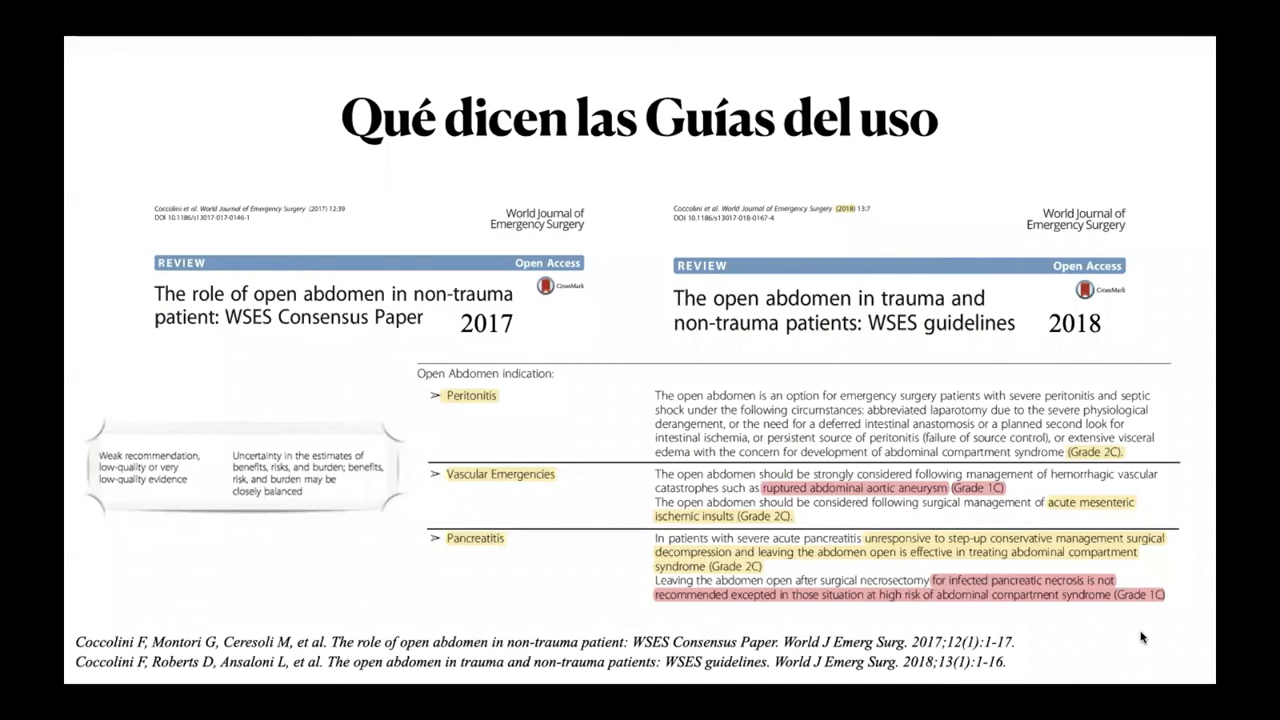 Qué dicen las Guías del uso
Coccolini et al. World Journal of Emergency Surgery (2017) 12:39
DOI 10.1186/s13017-017-0146-1
World Journal of
Emergency Surgery
REVIEW
Open Access
The role of open abdomen in non-trauma
patient: WSES Consensus Paper
2017
CrossMark
Coccolini et al. World Journal of Emergency Surgery (2018) 13:7
DOI 10.1186/s13017-018-0167-4
World Journal of
Emergency Surgery
REVIEW
Open Access
The open abdomen in trauma and
non-trauma patients: WSES guidelines
2018
CrossMark
Weak recommendation,
low-quality or very
low-quality evidence
Uncertainty in the estimates of
benefits, risks, and burden; benefits,
risk, and burden may be
closely balanced
Open Abdomen indication:
➢ Peritonitis
The open abdomen is an option for emergency surgery patients with severe peritonitis and septic
shock under the following circumstances: abbreviated laparotomy due to the severe physiological
derangement, or the need for a deferred intestinal anastomosis or a planned second look for
intestinal ischemia, or persistent source of peritonitis (failure of source control), or extensive visceral
edema with the concern for development of abdominal compartment syndrome (Grade 2C).
➢ Vascular Emergencies
The open abdomen should be strongly considered following management of hemorrhagic vascular
catastrophes such as ruptured abdominal aortic aneurysm (Grade 1C)
The open abdomen should be considered following surgical management of acute mesenteric
ischemic insults (Grade 2C).
➢ Pancreatitis
In patients with severe acute pancreatitis unresponsive to step-up conservative management surgical
decompression and leaving the abdomen open is effective in treating abdominal compartment
syndrome (Grade 2C)
Leaving the abdomen open after surgical necrosectomy for infected pancreatic necrosis is not
recommended excepted in those situation at high risk of abdominal compartment syndrome (Grade 1C)
Coccolini F, Montori G, Ceresoli M, et al. The role of open abdomen in non-trauma patient: WSES Consensus Paper. World J Emerg Surg. 2017;12(1):1-17.
Coccolini F, Roberts D, Ansaloni L, et al. The open abdomen in trauma and non-trauma patients: WSES guidelines. World J Emerg Surg. 2018;13(1):1-16.